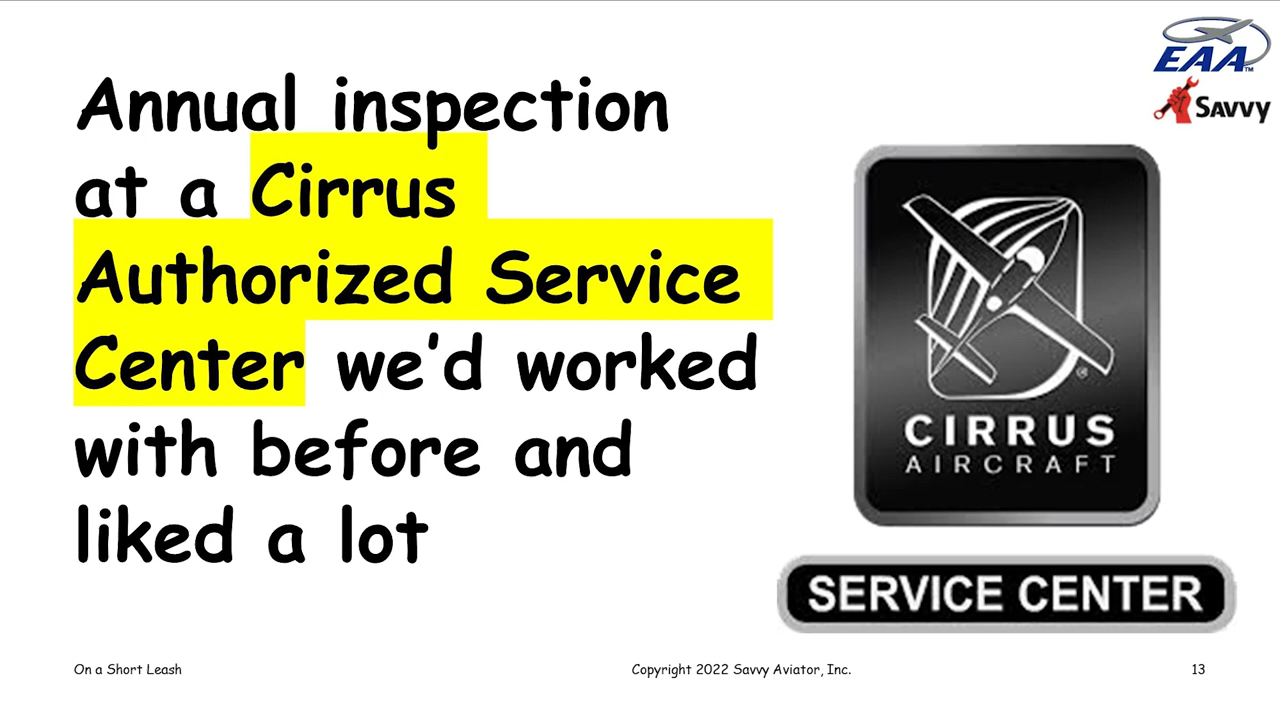 EAA™
Savvy
Annual inspection
at a Cirrus
Authorized Service
Center we’d worked
with before and
liked a lot
®
CIRRUS
AIRCRAFT
SERVICE CENTER
On a Short Leash
Copyright 2022 Savvy Aviator, Inc.
13